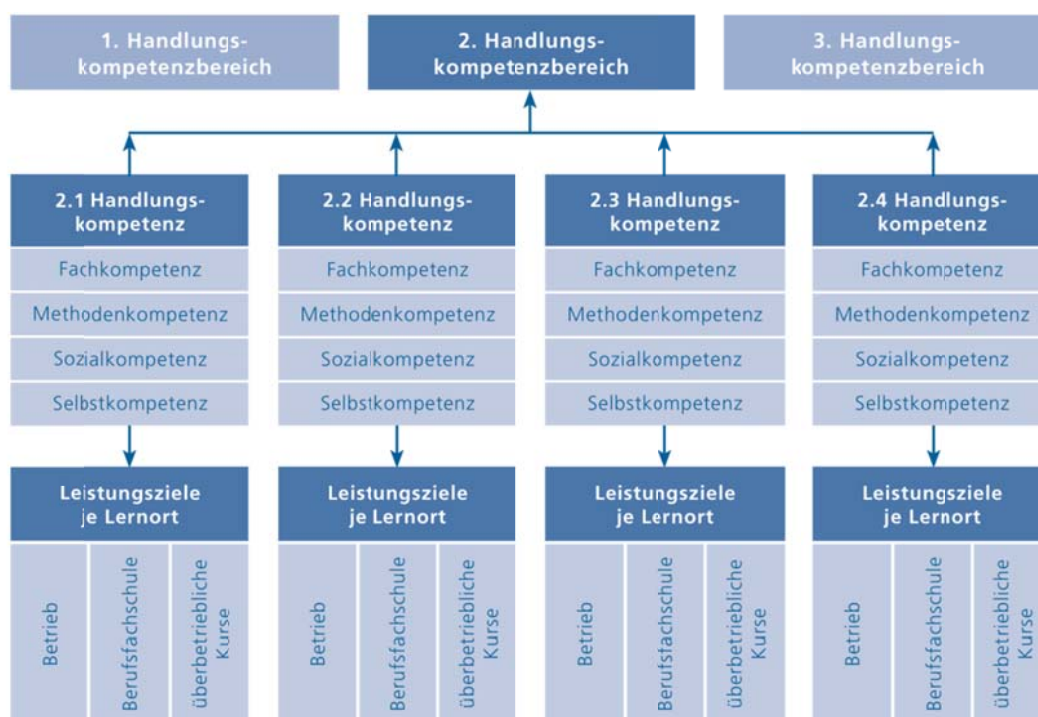 1. Handlungs-
kompetenzbereich
2. Handlungs-
kompetenzbereich
3. Handlungs-
kompetenzbereich
2.1 Handlungs-
kompetenz
2.2 Handlungs-
kompetenz
2.3 Handlungs-
kompetenz
2.4 Handlungs-
kompetenz
Fachkompetenz
Fachkompetenz
Fachkompetenz
Fachkompetenz
Methodenkompetenz
Methodenkompetenz
Methodenkompetenz
Methodenkompetenz
Sozialkompetenz
Sozialkompetenz
Sozialkompetenz
Sozialkompetenz
Selbstkompetenz
Selbstkompetenz
Selbstkompetenz
Selbstkompetenz
Leistungsziele
je Lernort
Leistungsziele
je Lernort
Leistungsziele
je Lernort
Leistungsziele
je Lernort
Betrieb
Berufsfachschule
überbetriebliche
Kurse
Betrieb
Berufsfachschule
überbetriebliche
Kurse
Betrieb
Berufsfachschule
überbetriebliche
Kurse
Betrieb
Berufsfachschule
überbetriebliche
Kurse